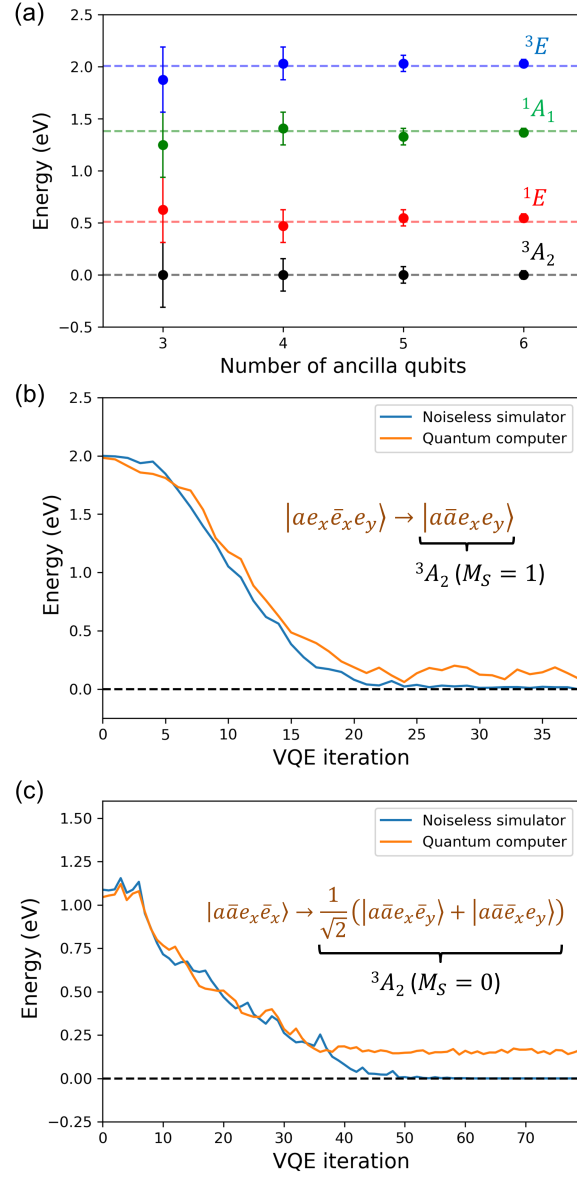 (a)
2.5
2.0
1.5
1.0
0.5
0.0
−0.5
Energy (eV)
³E
¹A₁
¹E
³A₂
3 4 5 6
Number of ancilla qubits
(b)
2.5
2.0
1.5
1.0
0.5
0.0
Energy (eV)
Noiseless simulator
Quantum computer
|aeₓēₓe_y⟩ → |aāeₓe_y⟩
³A₂ (M_S = 1)
0 5 10 15 20 25 30 35
VQE iteration
(c)
1.50
1.25
1.00
0.75
0.50
0.25
0.00
−0.25
Energy (eV)
Noiseless simulator
Quantum computer
|aāeₓēₓ⟩ → 1/√2 (|aāeₓē_y⟩ + |aāēₓe_y⟩)
³A₂ (M_S = 0)
0 10 20 30 40 50 60 70
VQE iteration